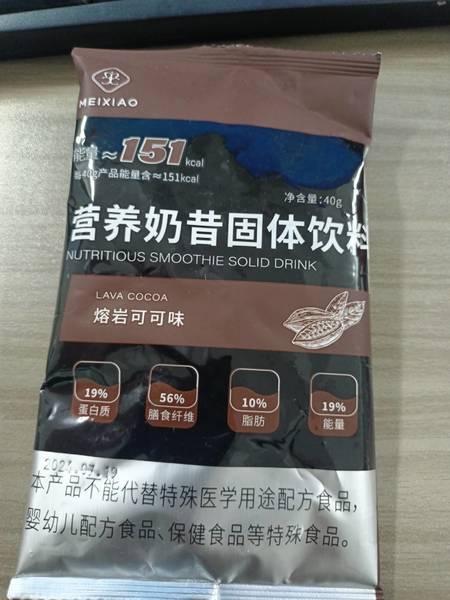 MEIXIAO
能量≈151kcal
每40g产品能量含≈151kcal
净含量:40g
营养奶昔固体饮料
NUTRITIOUS SMOOTHIE SOLID DRINK
LAVA COCOA
熔岩可可味
19%
蛋白质
56%
膳食纤维
10%
脂肪
19%
能量
本产品不能代替特殊医学用途配方食品,
婴幼儿配方食品、保健食品等特殊食品。